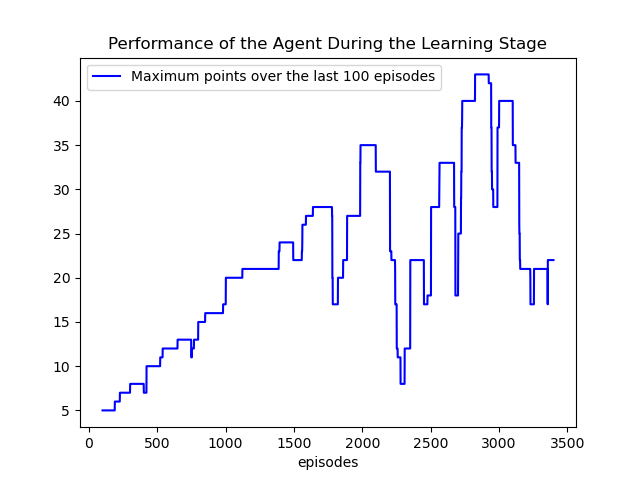 Performance of the Agent During the Learning Stage
Maximum points over the last 100 episodes
40
35
30
25
20
15
10
5
0 500 1000 1500 2000 2500 3000 3500
episodes